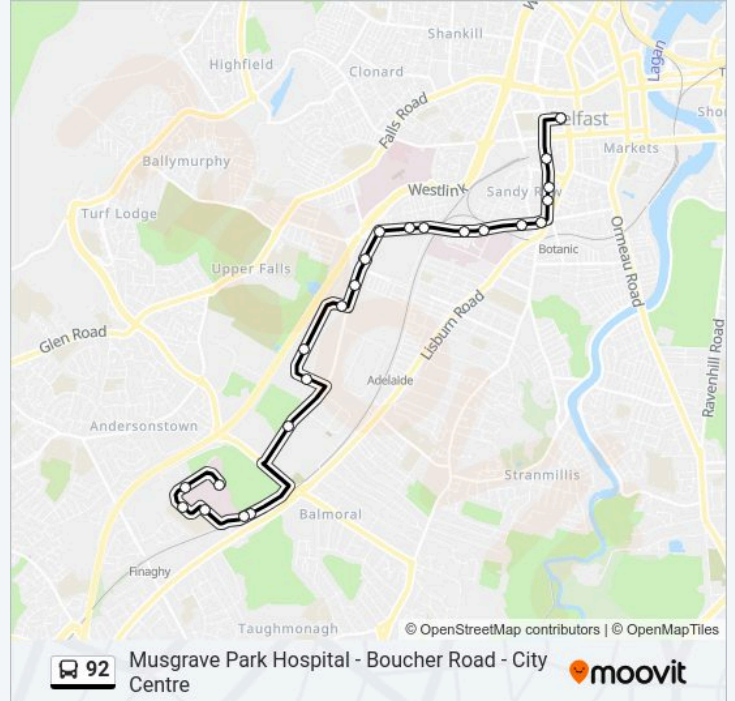 Shankill
Lagan
Highfield
Clonard
Falls Road
elfast
Markets
Ballymurphy
Westlink
Sandy Row
Turf Lodge
Botanic
Ormeau Road
Upper Falls
Glen Road
Lisburn Road
Ravenhill Road
Adelaide
Andersonstown
Stranmillis
Balmoral
Finaghy
Taughmonagh
© OpenStreetMap contributors | © OpenMapTiles
92 Musgrave Park Hospital - Boucher Road - City
Centre
moovit